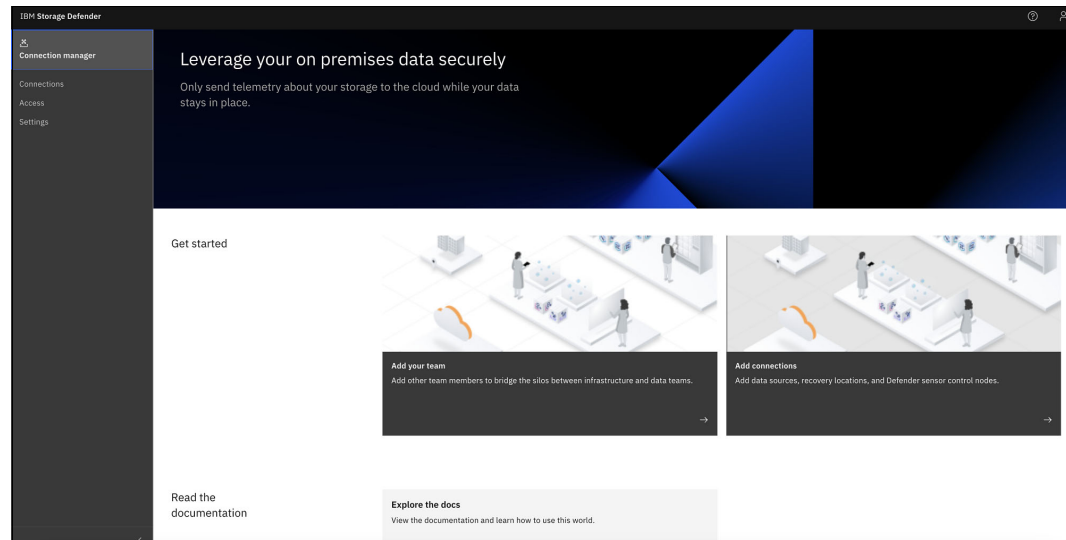 IBM Storage Defender
Connection manager
Connections
Access
Settings
Leverage your on premises data securely
Only send telemetry about your storage to the cloud while your data
stays in place.
Get started
Add your team
Add other team members to bridge the silos between infrastructure and data teams.
Add connections
Add data sources, recovery locations, and Defender sensor control nodes.
Read the
documentation
Explore the docs
View the documentation and learn how to use this world.